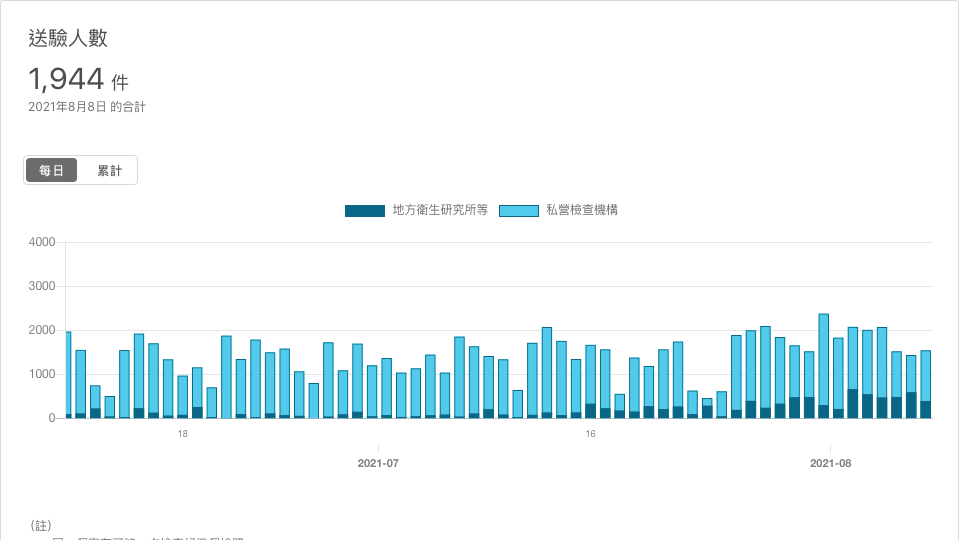 送驗人數
1,944 件
2021年8月8日 的合計
每日 累計
地方衛生研究所等 私營檢查機構
4000
3000
2000
1000
0
18 16
2021-07 2021-08
（註）